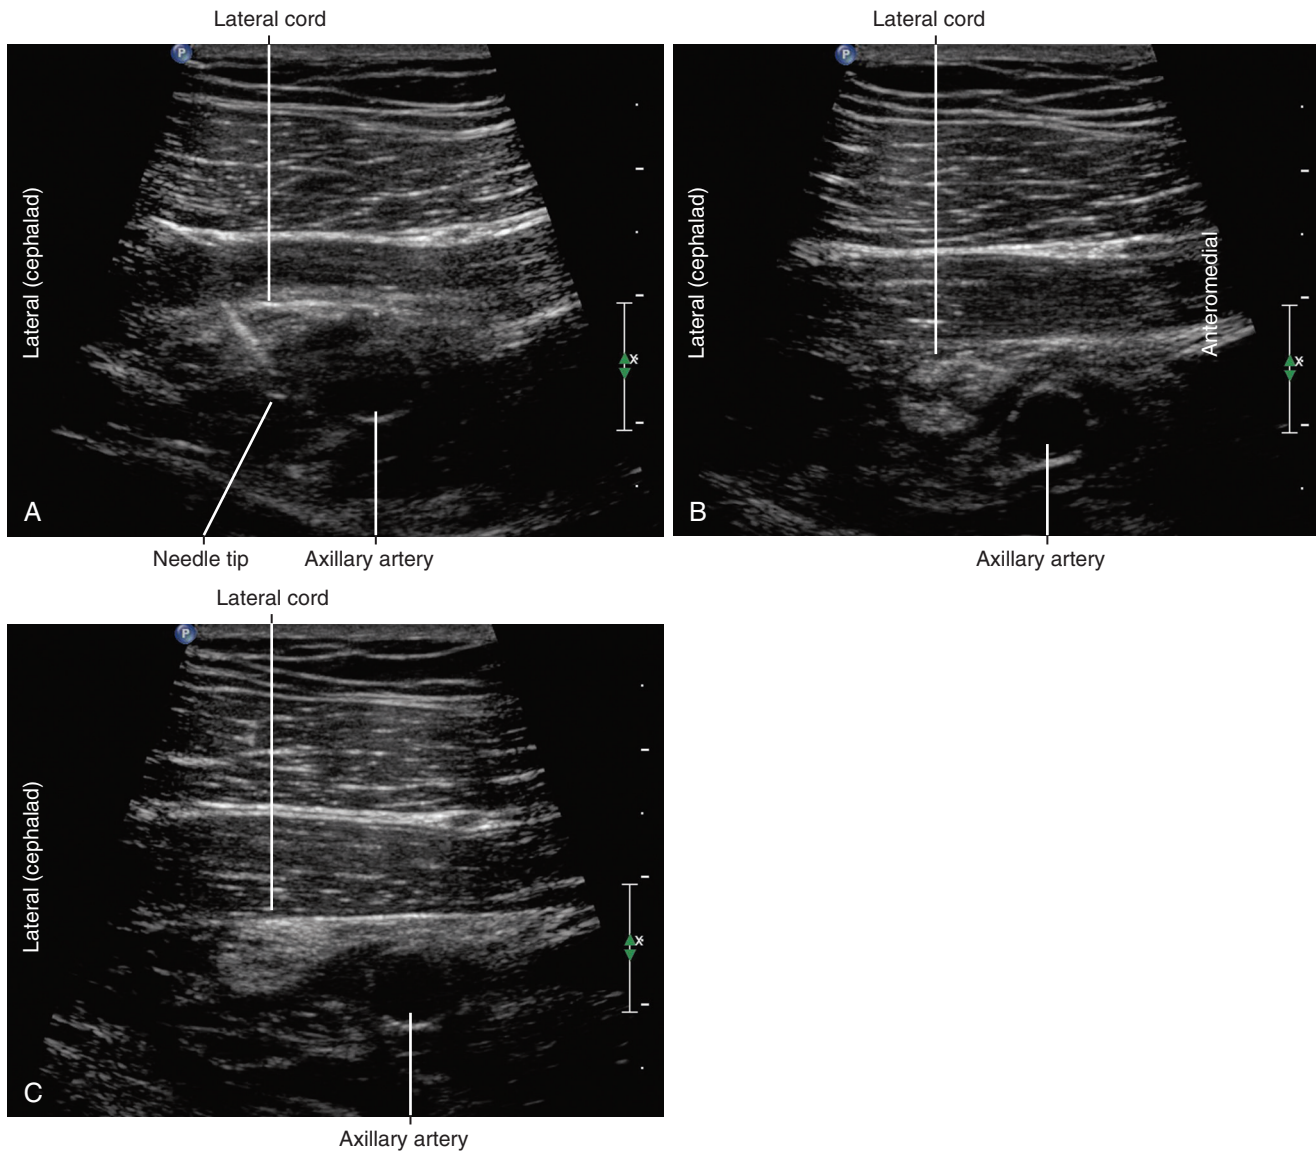 Lateral cord
Lateral cord
P
P
Lateral (cephalad)
Lateral (cephalad)
Anteromedial
x
x
A
B
Needle tip
Axillary artery
Axillary artery
Lateral cord
P
Lateral (cephalad)
x
C
Axillary artery